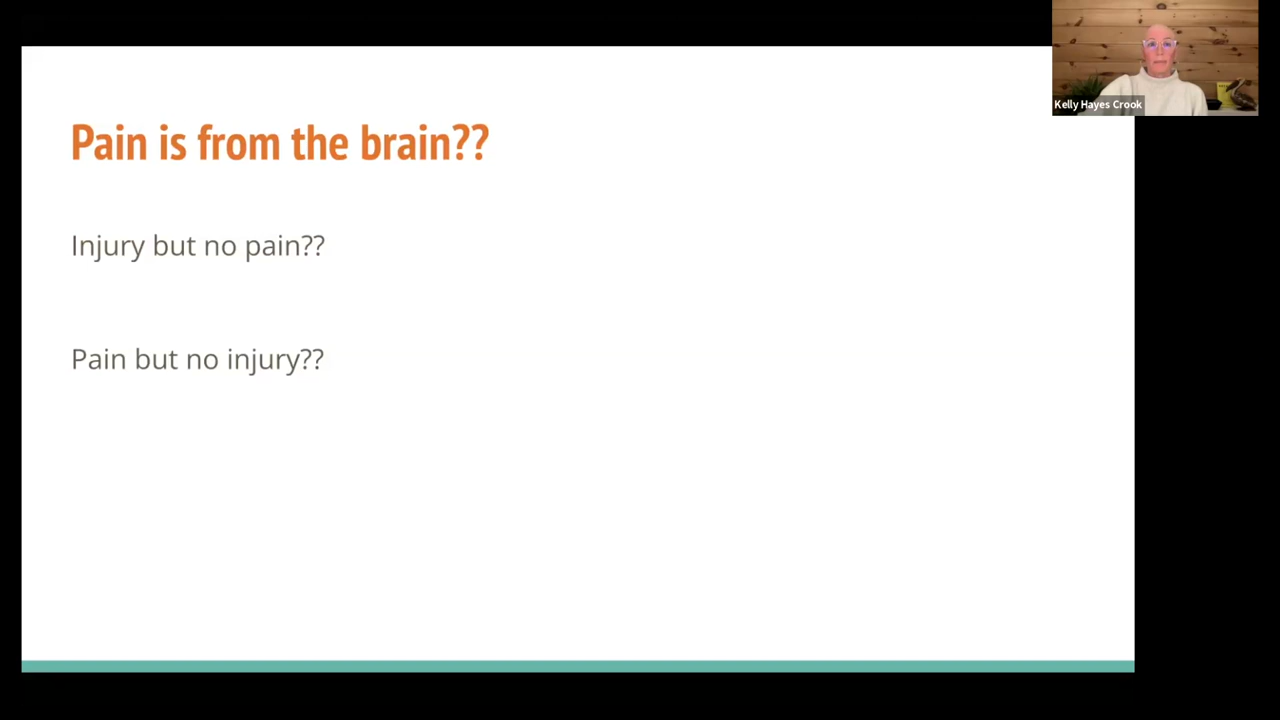 Kelly Hayes Crook
Pain is from the brain??
Injury but no pain??
Pain but no injury??